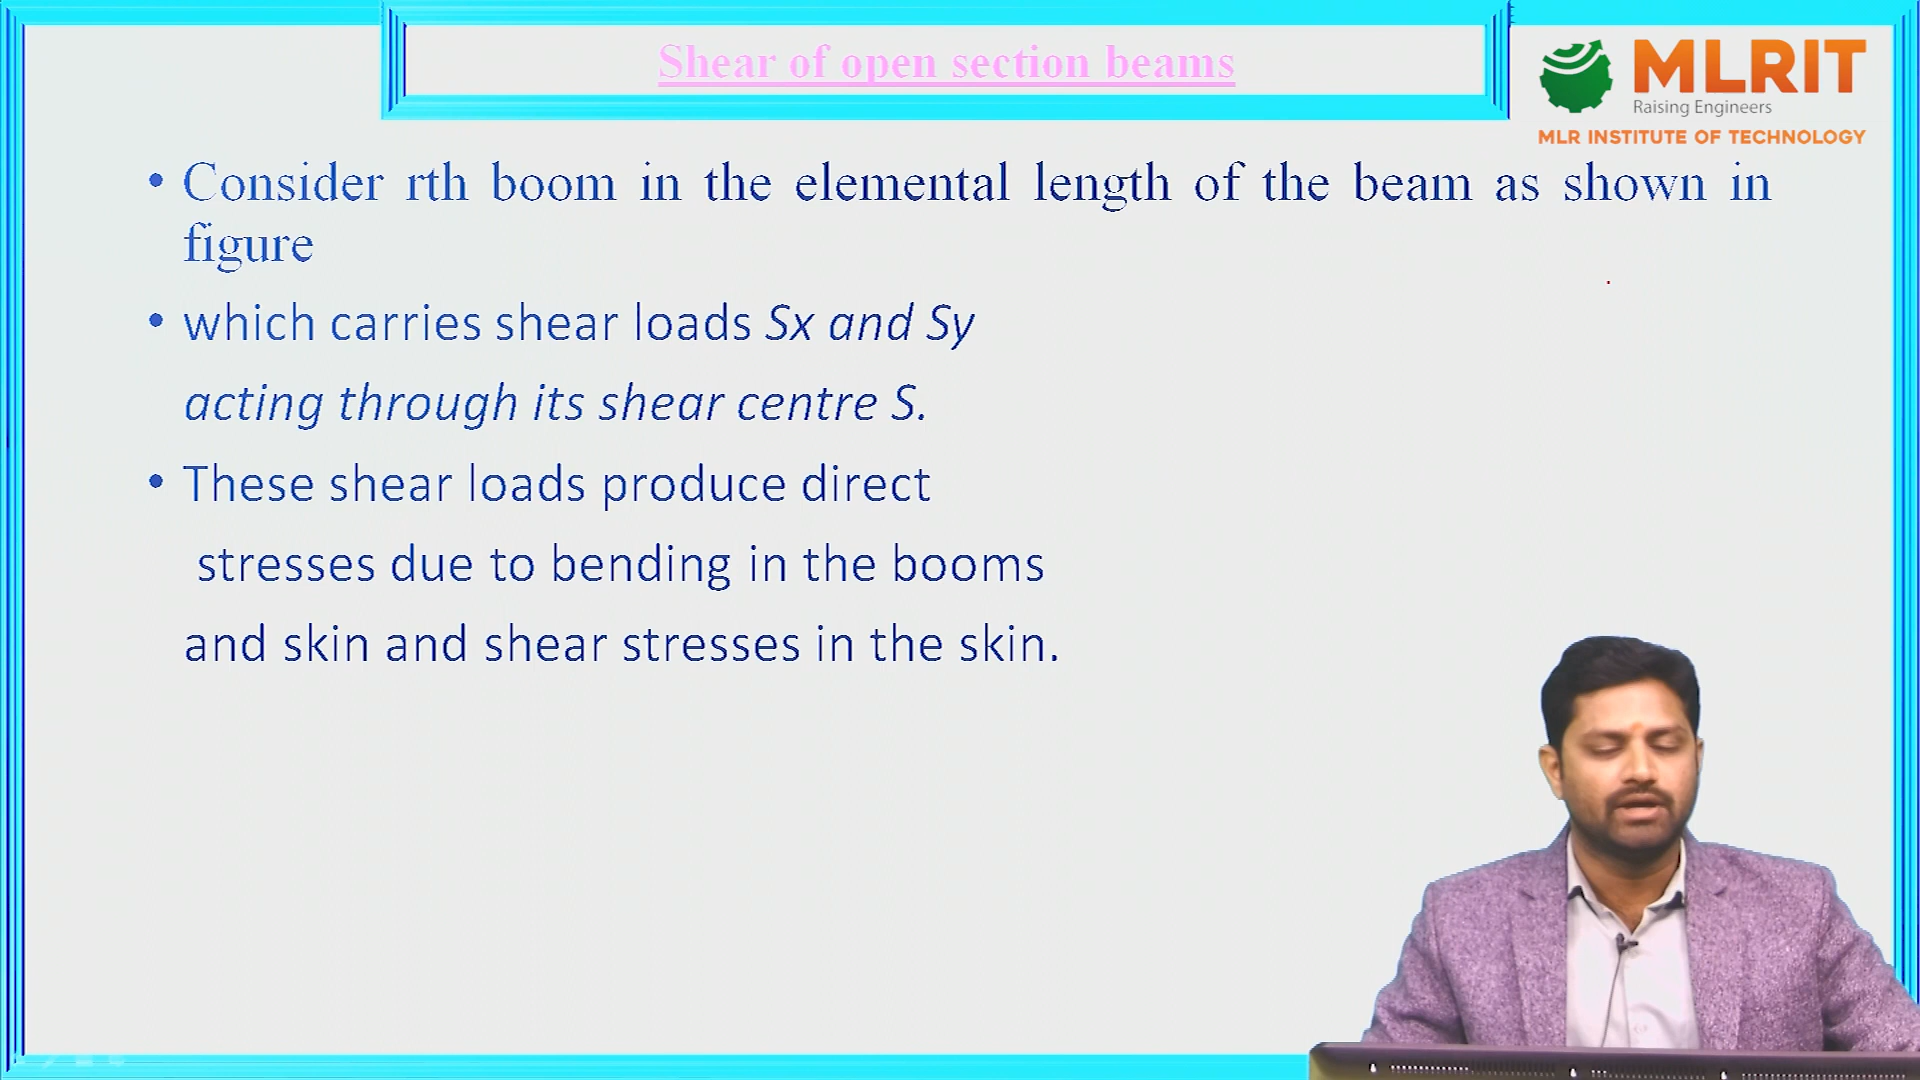 Shear of open section beams
MLRIT
Raising Engineers
MLR INSTITUTE OF TECHNOLOGY
• Consider rth boom in the elemental length of the beam as shown in
figure
• which carries shear loads Sx and Sy
acting through its shear centre S.
• These shear loads produce direct
stresses due to bending in the booms
and skin and shear stresses in the skin.